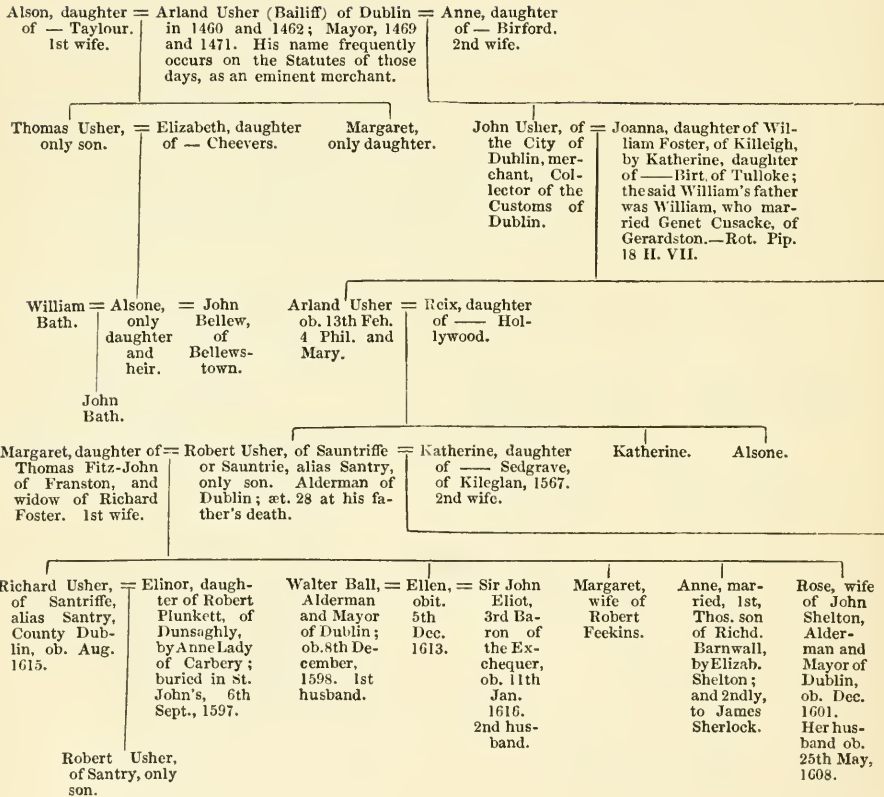 Alson, daughter
of — Taylour.
1st wife.
=
Arland Usher (Bailiff) of Dublin
in 1460 and 1462; Mayor, 1469
and 1471. His name frequently
occurs on the Statutes of those
days, as an eminent merchant.
=
Anne, daughter
of — Birford.
2nd wife.
Thomas Usher,
only son.
=
Elizabeth, daughter
of — Cheevers.
Margaret,
only daughter.
John Usher, of
the City of
Dublin, mer-
chant, Col-
lector of the
Customs of
Dublin.
=
Joanna, daughter of Wil-
liam Foster, of Killeigh,
by Katherine, daughter
of —— Birt, of Tulloke;
the said William's father
was William, who mar-
ried Genet Cusacke, of
Gerardston.—Rot. Pip.
18 H. VII.
William
Bath.
=
Alsone,
only
daughter
and
heir.
=
John
Bellew,
of
Bellews-
town.
Arland Usher
ob. 13th Feh.
4 Phil. and
Mary.
=
Reix, daughter
of —— Hol-
lywood.
John
Bath.
Margaret, daughter of
Thomas Fitz-John
of Franston, and
widow of Richard
Foster. 1st wife.
=
Robert Usher, of Sauntriffe
or Sauntrie, alias Santry,
only son. Alderman of
Dublin; æt. 28 at his fa-
ther's death.
=
Katherine, daughter
of —— Sedgrave,
of Kileglan, 1567.
2nd wife.
Katherine.
Alsone.
Richard Usher,
of Santriffe,
alias Santry,
County Dub-
lin, ob. Aug.
1615.
=
Elinor, daugh-
ter of Robert
Plunkett, of
Dunsaghly,
by Anne Lady
of Carbery;
buried in St.
John's, 6th
Sept., 1597.
Walter Ball,
Alderman
and Mayor
of Dublin;
ob. 8th De-
cember,
1598. 1st
husband.
=
Ellen,
obit.
5th
Dec.
1613.
=
Sir John
Eliot,
3rd Ba-
ron of
the Ex-
chequer,
ob. 11th
Jan.
1616.
2nd hus-
band.
Margaret,
wife of
Robert
Feekins.
Anne, mar-
ried, 1st,
Thos. son
of Richd.
Barnwall,
by Elizab.
Shelton;
and 2ndly,
to James
Sherlock.
Rose, wife
of John
Shelton,
Alder-
man and
Mayor of
Dublin,
ob. Dec.
1601.
Her hus-
band ob.
25th May,
1608.
Robert Usher,
of Santry, only
son.